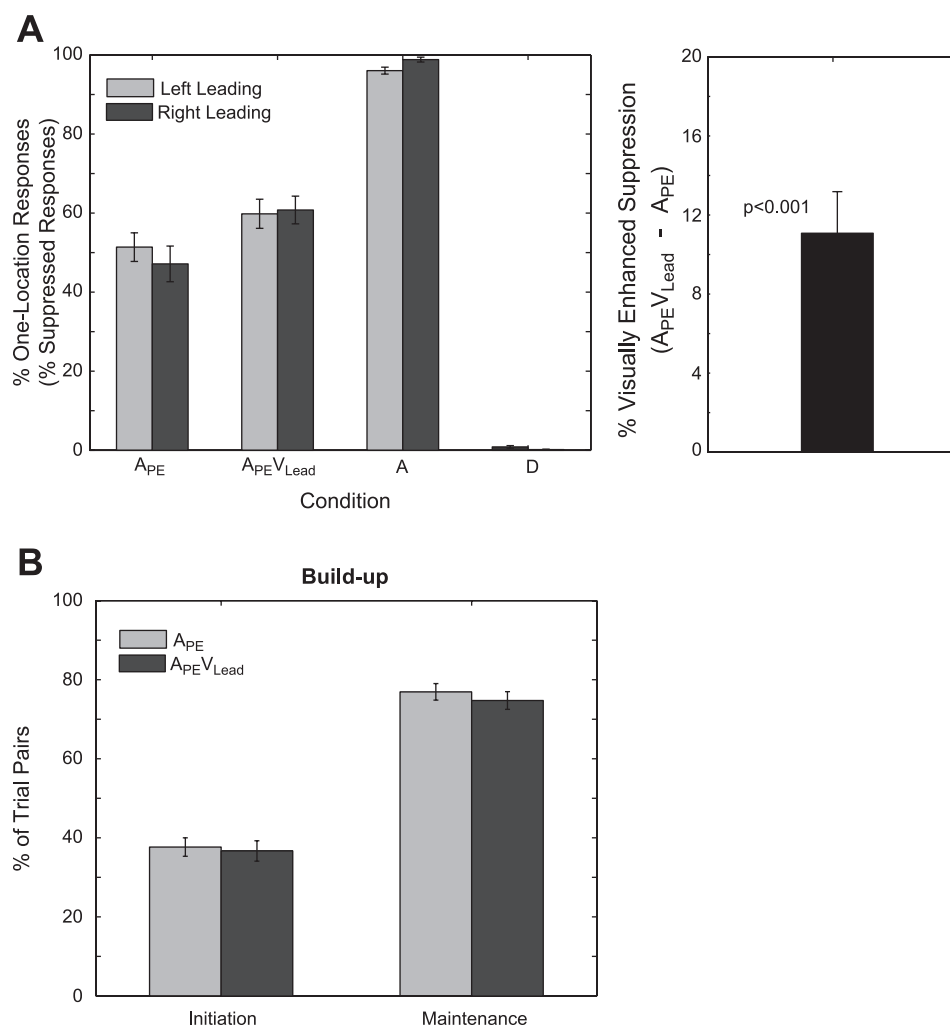 A
% One-Location Responses
(% Suppressed Responses)
100
80
60
40
20
0
Left Leading
Right Leading
APE
APEVLead
A
D
Condition
% Visually Enhanced Suppression
(APEVLead - APE)
20
16
12
8
4
0
p<0.001
B
Build-up
% of Trial Pairs
100
80
60
40
20
0
APE
APEVLead
Initiation
Maintenance